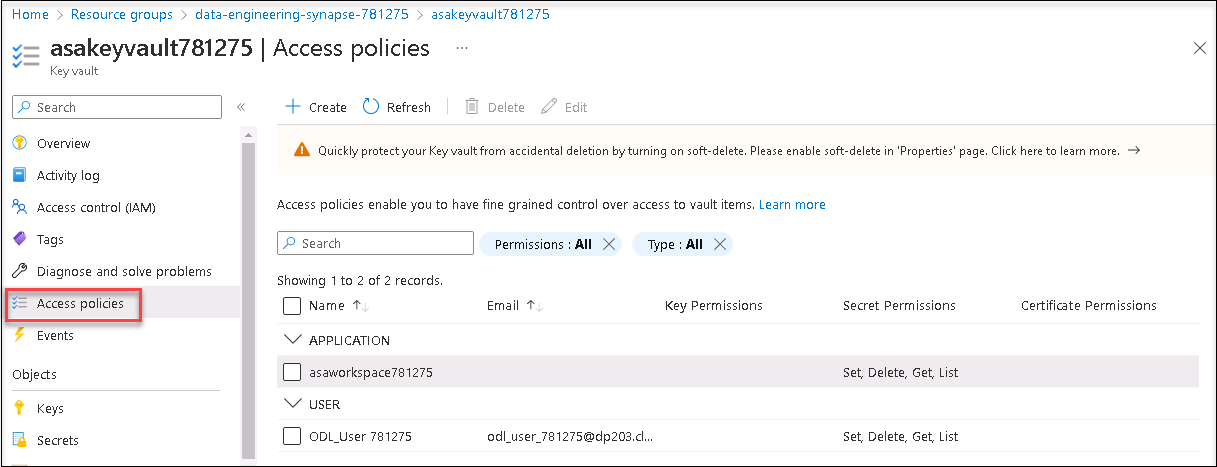 Home > Resource groups > data-engineering-synapse-781275 > asakeyvault781275
asakeyvault781275 | Access policies ...
Key vault
Search
Overview
Activity log
Access control (IAM)
Tags
Diagnose and solve problems
Access policies
Events
Objects
Keys
Secrets
Create Refresh Delete Edit
Quickly protect your Key vault from accidental deletion by turning on soft-delete. Please enable soft-delete in 'Properties' page. Click here to learn more. →
Access policies enable you to have fine grained control over access to vault items. Learn more
Search Permissions : All Type : All
Showing 1 to 2 of 2 records.
Name Email Key Permissions Secret Permissions Certificate Permissions
APPLICATION
asaworkspace781275 Set, Delete, Get, List
USER
ODL_User 781275 odl_user_781275@dp203.cl... Set, Delete, Get, List